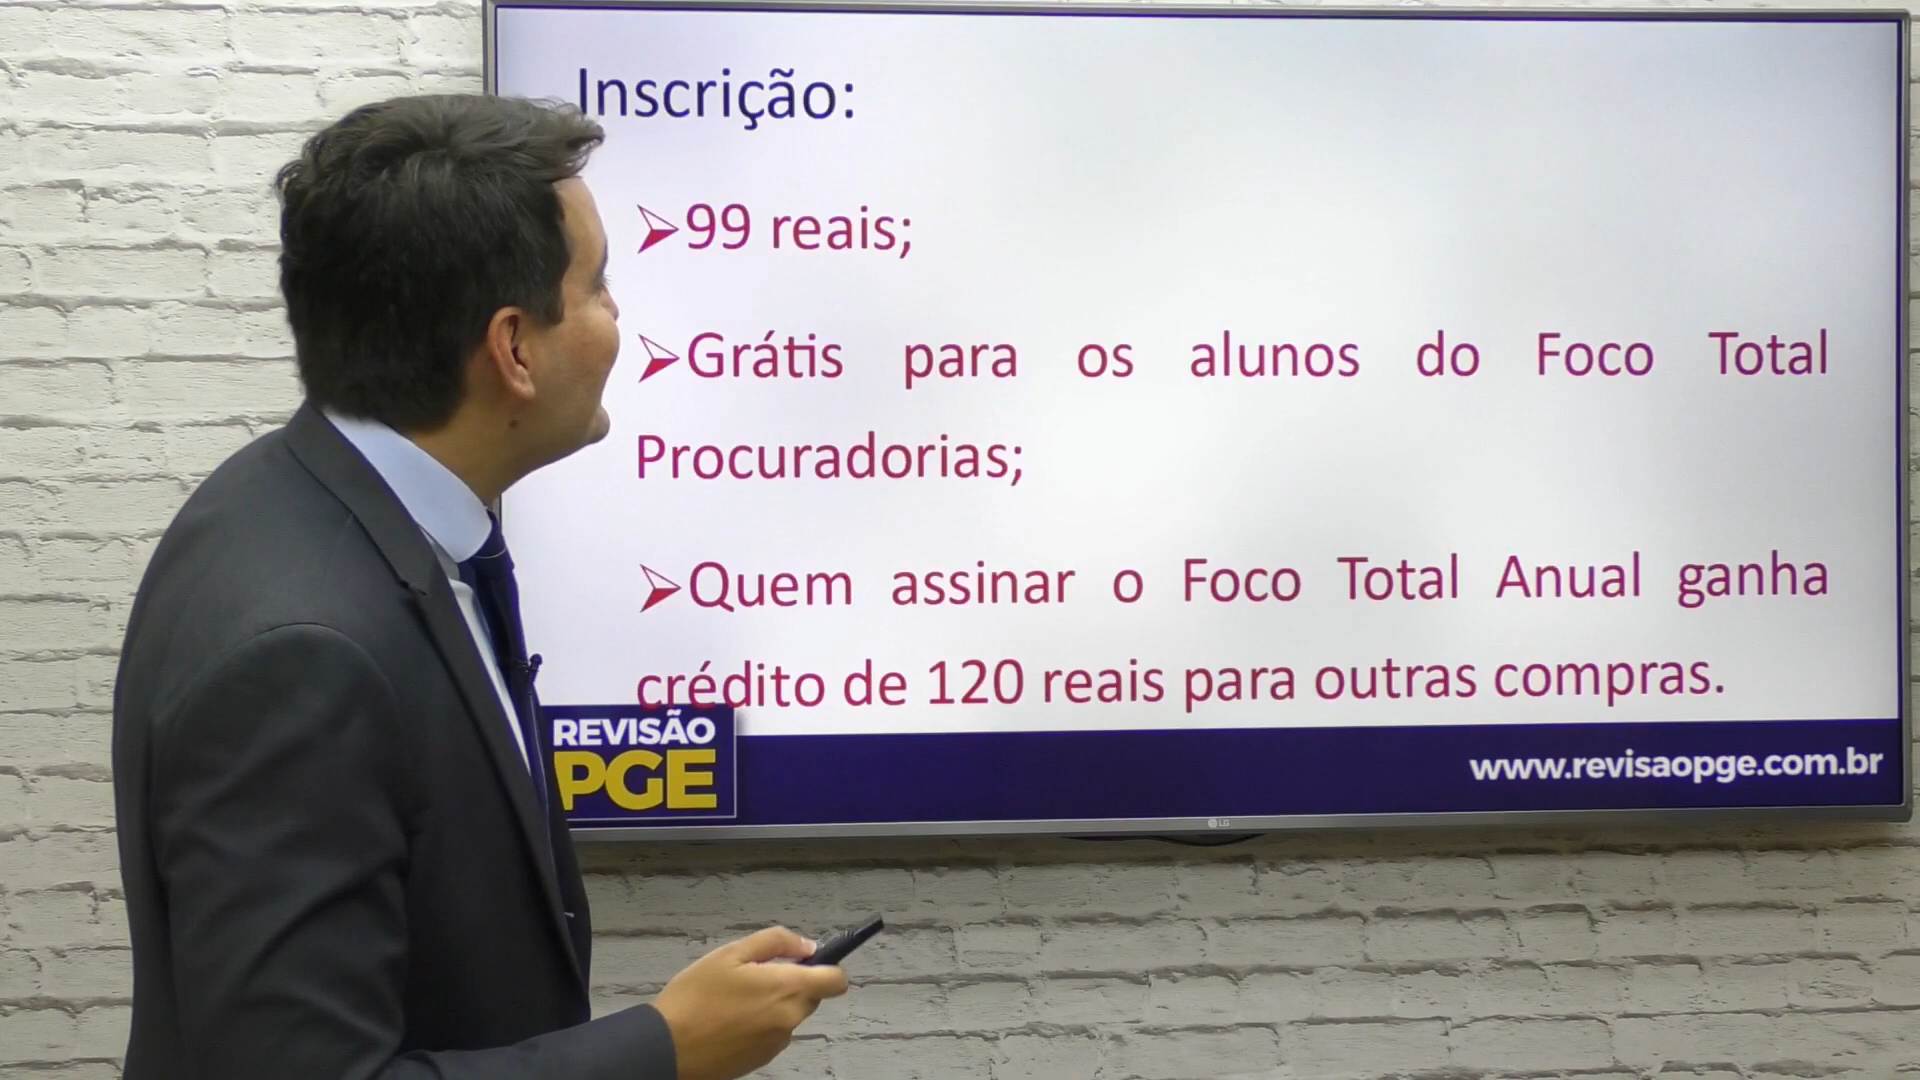 Inscrição:
➢99 reais;
➢Grátis para os alunos do Foco Total
Procuradorias;
➢Quem assinar o Foco Total Anual ganha
crédito de 120 reais para outras compras.
REVISÃO
PGE
www.revisaopge.com.br
LG